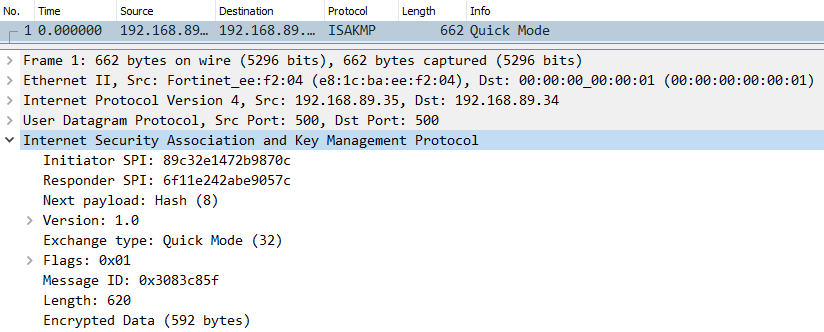 No. Time Source Destination Protocol Length Info
1 0.000000 192.168.89… 192.168.89.… ISAKMP 662 Quick Mode
Frame 1: 662 bytes on wire (5296 bits), 662 bytes captured (5296 bits)
Ethernet II, Src: Fortinet_ee:f2:04 (e8:1c:ba:ee:f2:04), Dst: 00:00:00_00:00:01 (00:00:00:00:00:01)
Internet Protocol Version 4, Src: 192.168.89.35, Dst: 192.168.89.34
User Datagram Protocol, Src Port: 500, Dst Port: 500
Internet Security Association and Key Management Protocol
Initiator SPI: 89c32e1472b9870c
Responder SPI: 6f11e242abe9057c
Next payload: Hash (8)
Version: 1.0
Exchange type: Quick Mode (32)
Flags: 0x01
Message ID: 0x3083c85f
Length: 620
Encrypted Data (592 bytes)